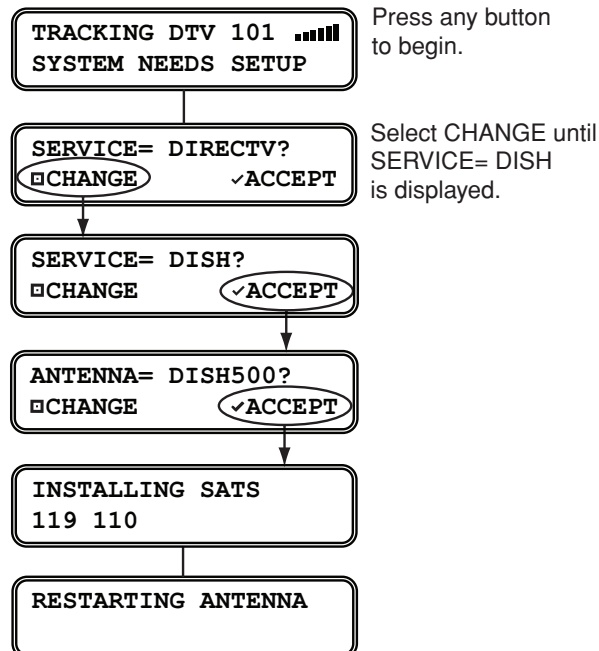 TRACKING DTV 101
SYSTEM NEEDS SETUP
Press any button
to begin.
SERVICE= DIRECTV?
CHANGE ✓ACCEPT
Select CHANGE until
SERVICE= DISH
is displayed.
SERVICE= DISH?
CHANGE ✓ACCEPT
ANTENNA= DISH500?
CHANGE ✓ACCEPT
INSTALLING SATS
119 110
RESTARTING ANTENNA